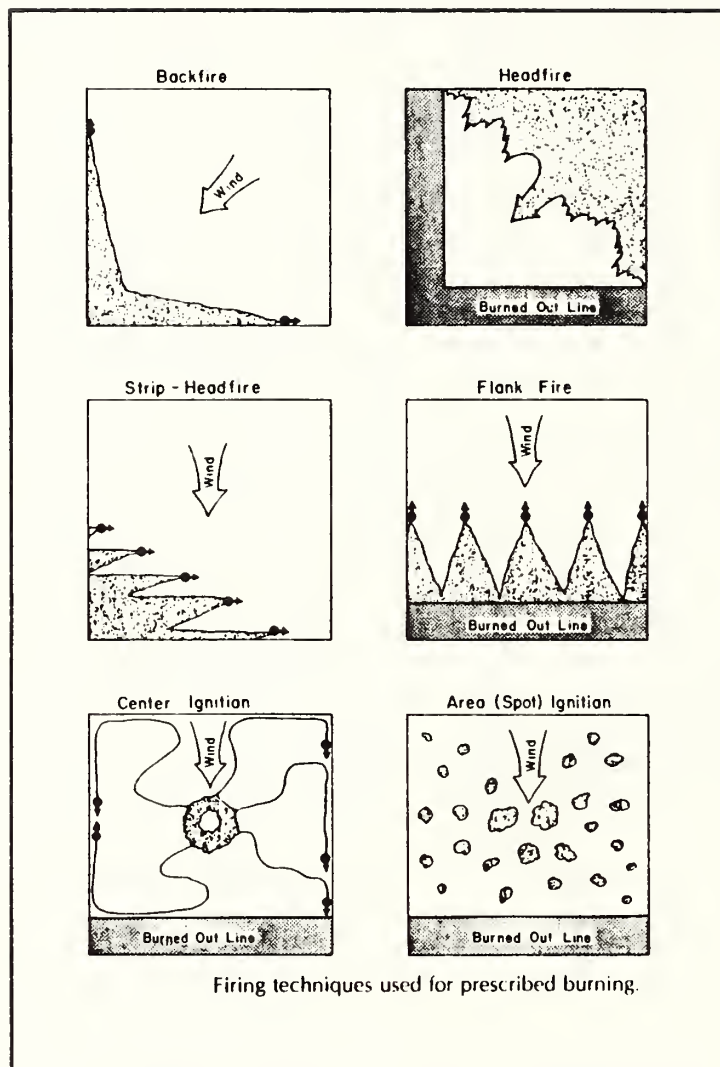 Backfire
Wind
Headfire
Burned Out Line
Strip - Headfire
Wind
Flank Fire
Wind
Burned Out Line
Center Ignition
Wind
Burned Out Line
Area (Spot) Ignition
Wind
Burned Out Line
Firing techniques used for prescribed burning.